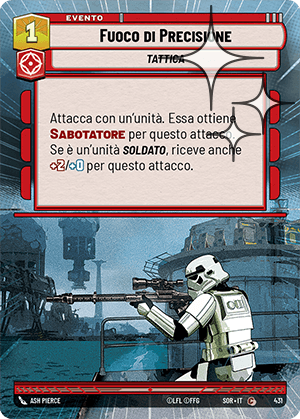 EVENTO
1
FUOCO DI PRECISIONE
TATTICA
Attacca con un'unità. Essa ottiene
SABOTATORE per questo attacco.
Se è un'unità SOLDATO, riceve anche
+2/+0 per questo attacco.
ASH PIERCE
©LFL ©FFG
SOR • IT
C
431